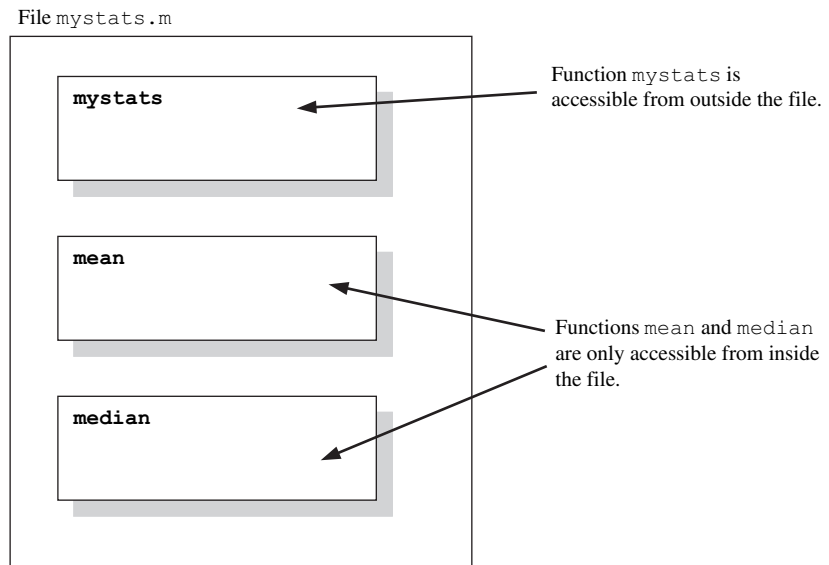 File mystats.m
mystats
Function mystats is
accessible from outside the file.
mean
Functions mean and median
are only accessible from inside
the file.
median